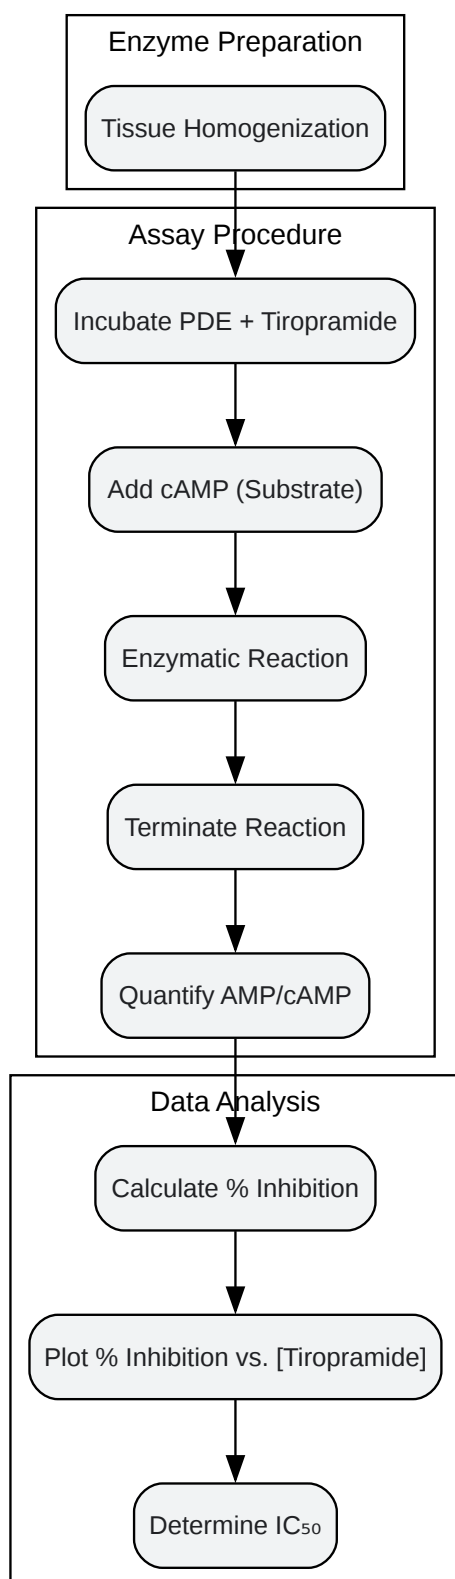 Enzyme Preparation
Tissue Homogenization
Assay Procedure
Incubate PDE + Tiropramide
Add cAMP (Substrate)
Enzymatic Reaction
Terminate Reaction
Quantify AMP/cAMP
Data Analysis
Calculate % Inhibition
Plot % Inhibition vs. [Tiropramide]
Determine IC₅₀